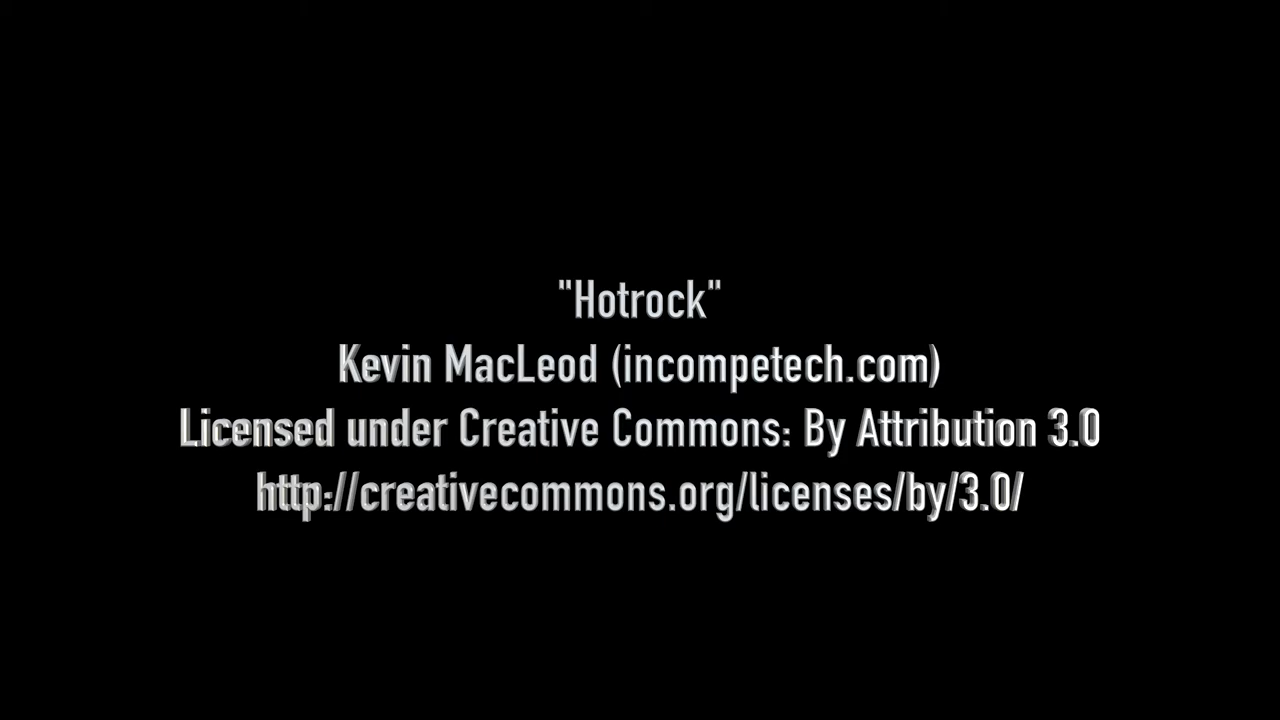 "Hotrock"
Kevin MacLeod (incompetech.com)
Licensed under Creative Commons: By Attribution 3.0
http://creativecommons.org/licenses/by/3.0/